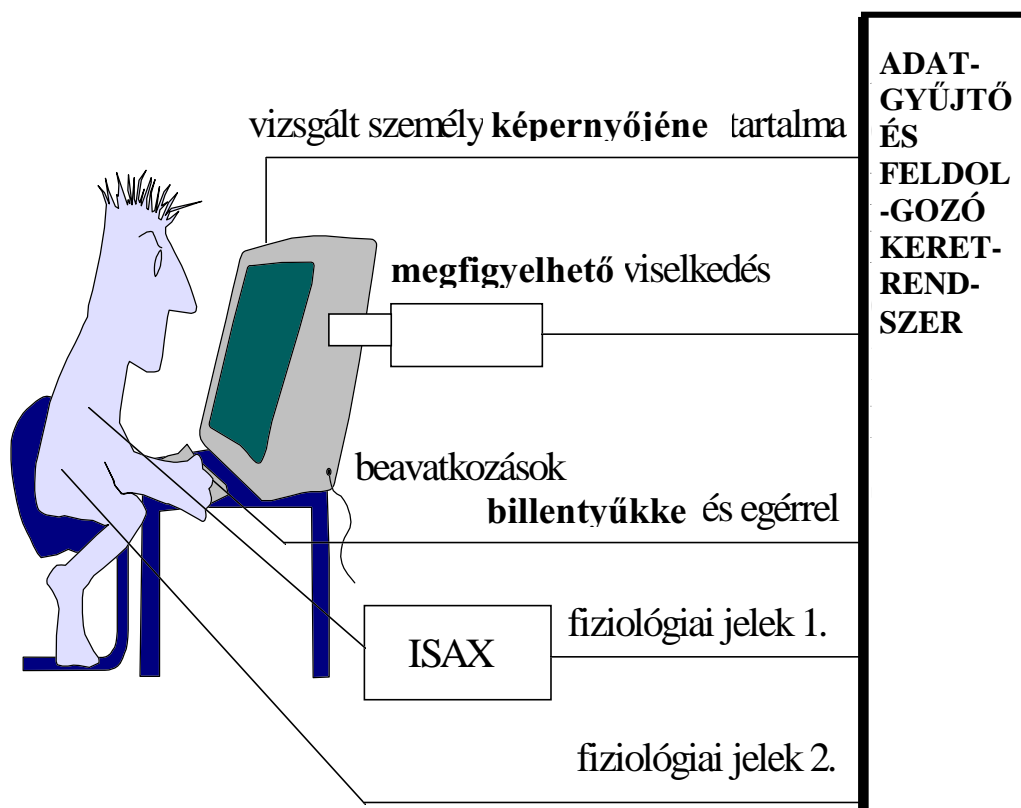 vizsgált személy képernyőjéne tartalma
megfigyelhető viselkedés
beavatkozások
billentyűkke és egérrel
fiziológiai jelek 1.
ISAX
fiziológiai jelek 2.
ADAT-
GYŰJTŐ
ÉS
FELDOL
-GOZÓ
KERET-
REND-
SZER